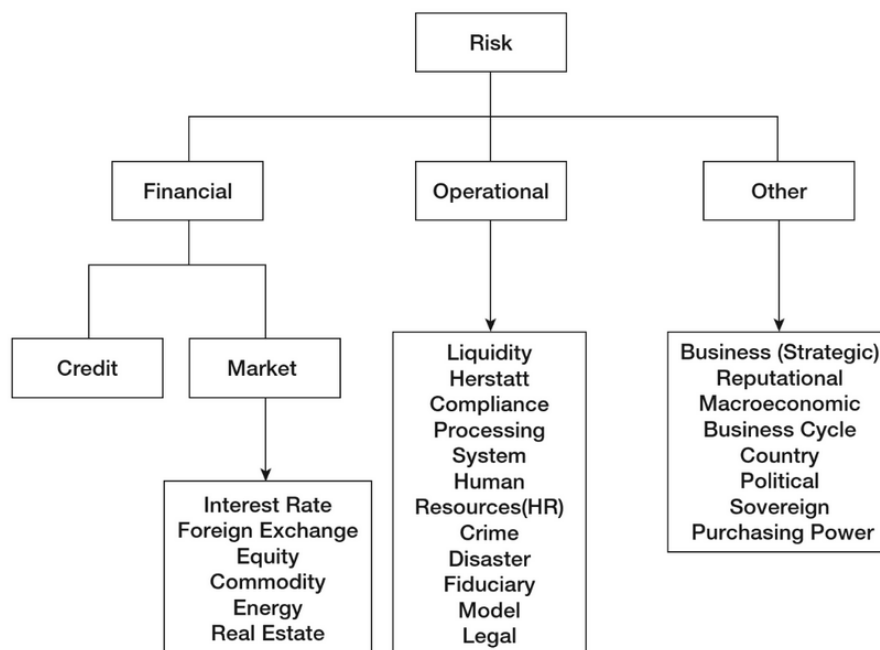 Risk
Financial
Operational
Other
Credit
Market
Interest Rate
Foreign Exchange
Equity
Commodity
Energy
Real Estate
Liquidity
Herstatt
Compliance
Processing
System
Human
Resources(HR)
Crime
Disaster
Fiduciary
Model
Legal
Business (Strategic)
Reputational
Macroeconomic
Business Cycle
Country
Political
Sovereign
Purchasing Power